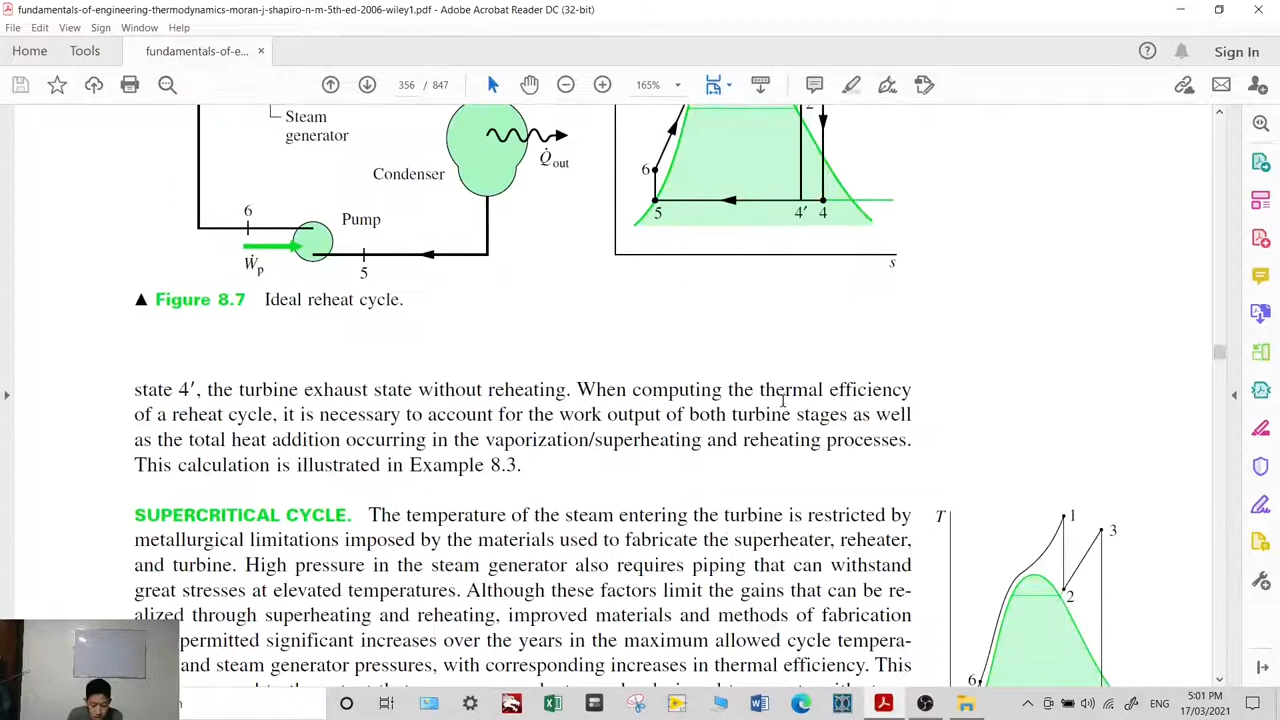 fundamentals-of-engineering-thermodynamics-moran-j-shapiro-n-m-5th-ed-2006-wiley1.pdf - Adobe Acrobat Reader DC (32-bit)
File Edit View Sign Window Help
Home Tools fundamentals-of-e... × Sign In
356 / 847 165%
Steam
generator
Condenser
Q̇out
6
Pump
Ẇp
5
2
6
5 4′ 4
s
▲ Figure 8.7 Ideal reheat cycle.
state 4′, the turbine exhaust state without reheating. When computing the thermal efficiency
of a reheat cycle, it is necessary to account for the work output of both turbine stages as well
as the total heat addition occurring in the vaporization/superheating and reheating processes.
This calculation is illustrated in Example 8.3.
SUPERCRITICAL CYCLE. The temperature of the steam entering the turbine is restricted by
metallurgical limitations imposed by the materials used to fabricate the superheater, reheater,
and turbine. High pressure in the steam generator also requires piping that can withstand
great stresses at elevated temperatures. Although these factors limit the gains that can be re-
alized through superheating and reheating, improved materials and methods of fabrication
permitted significant increases over the years in the maximum allowed cycle tempera-
and steam generator pressures, with corresponding increases in thermal efficiency. This
T
1
3
2
6
ENG
5:01 PM
17/03/2021